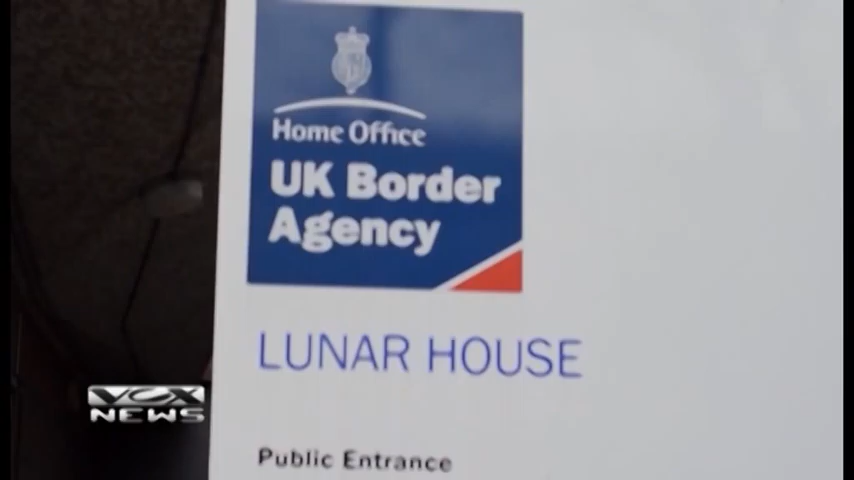 Home Office
UK Border
Agency
LUNAR HOUSE
VOX
NEWS
Public Entrance